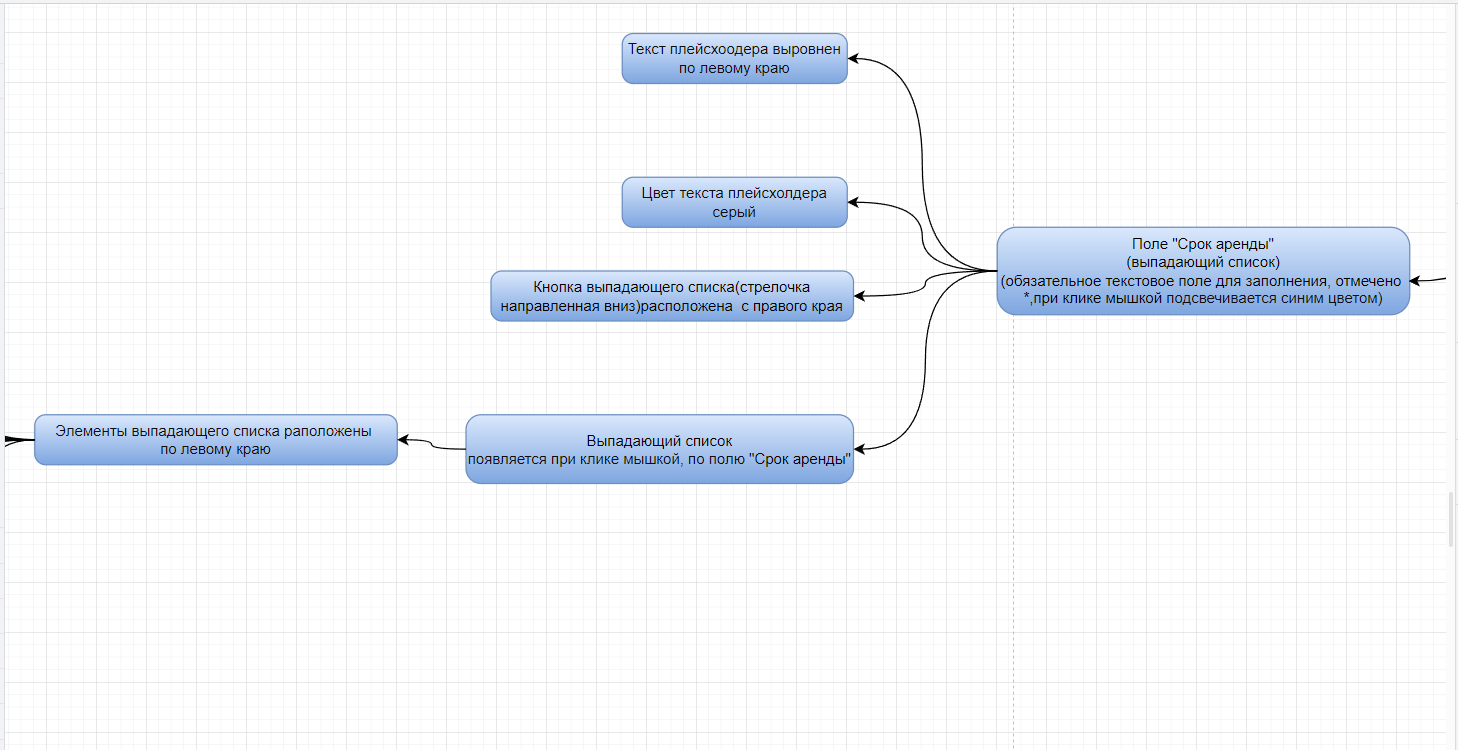 Текст плейсхоодера выровнен
по левому краю
Цвет текста плейсхолдера
серый
Поле "Срок аренды"
(выпадающий список)
(обязательное текстовое поле для заполнения, отмечено
*,при клике мышкой подсвечивается синим цветом)
Кнопка выпадающего списка(стрелочка
направленная вниз)расположена  с правого края
Элементы выпадающего списка раположены
по левому краю
Выпадающий список
появляется при клике мышкой, по полю "Срок аренды"